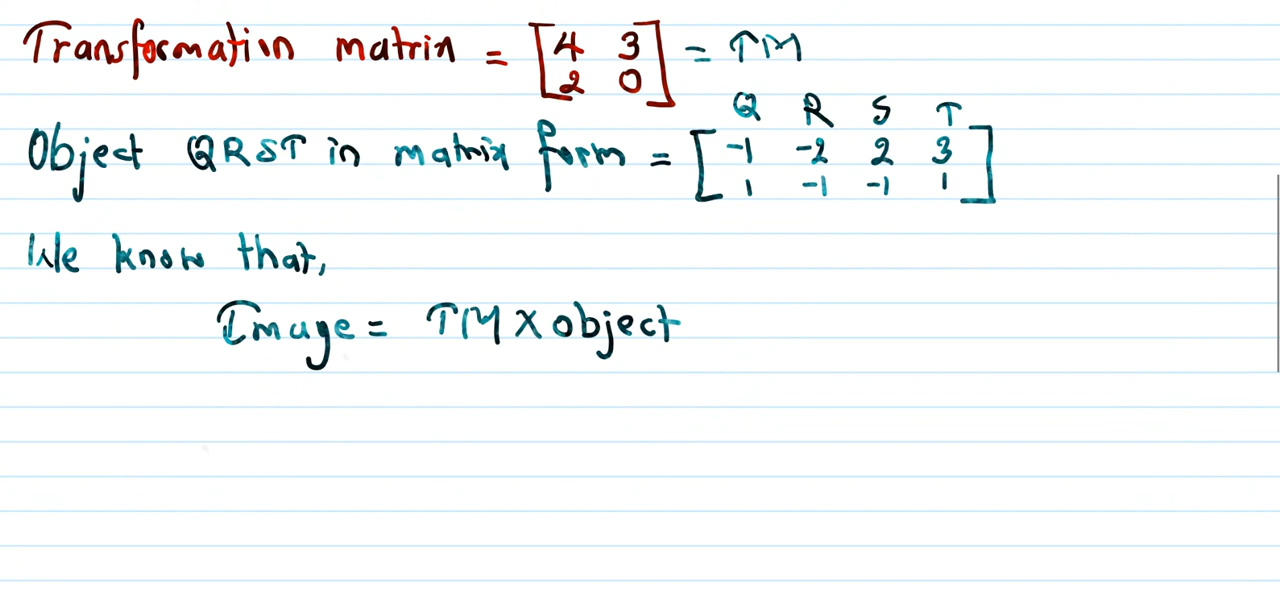 Transformation matrix = [4 3] = TM
[2 0]
Q R S T
Object QRST in matrix form = [-1 -2 2 3]
[1 -1 -1 1]
We know that,
Image = TM X object